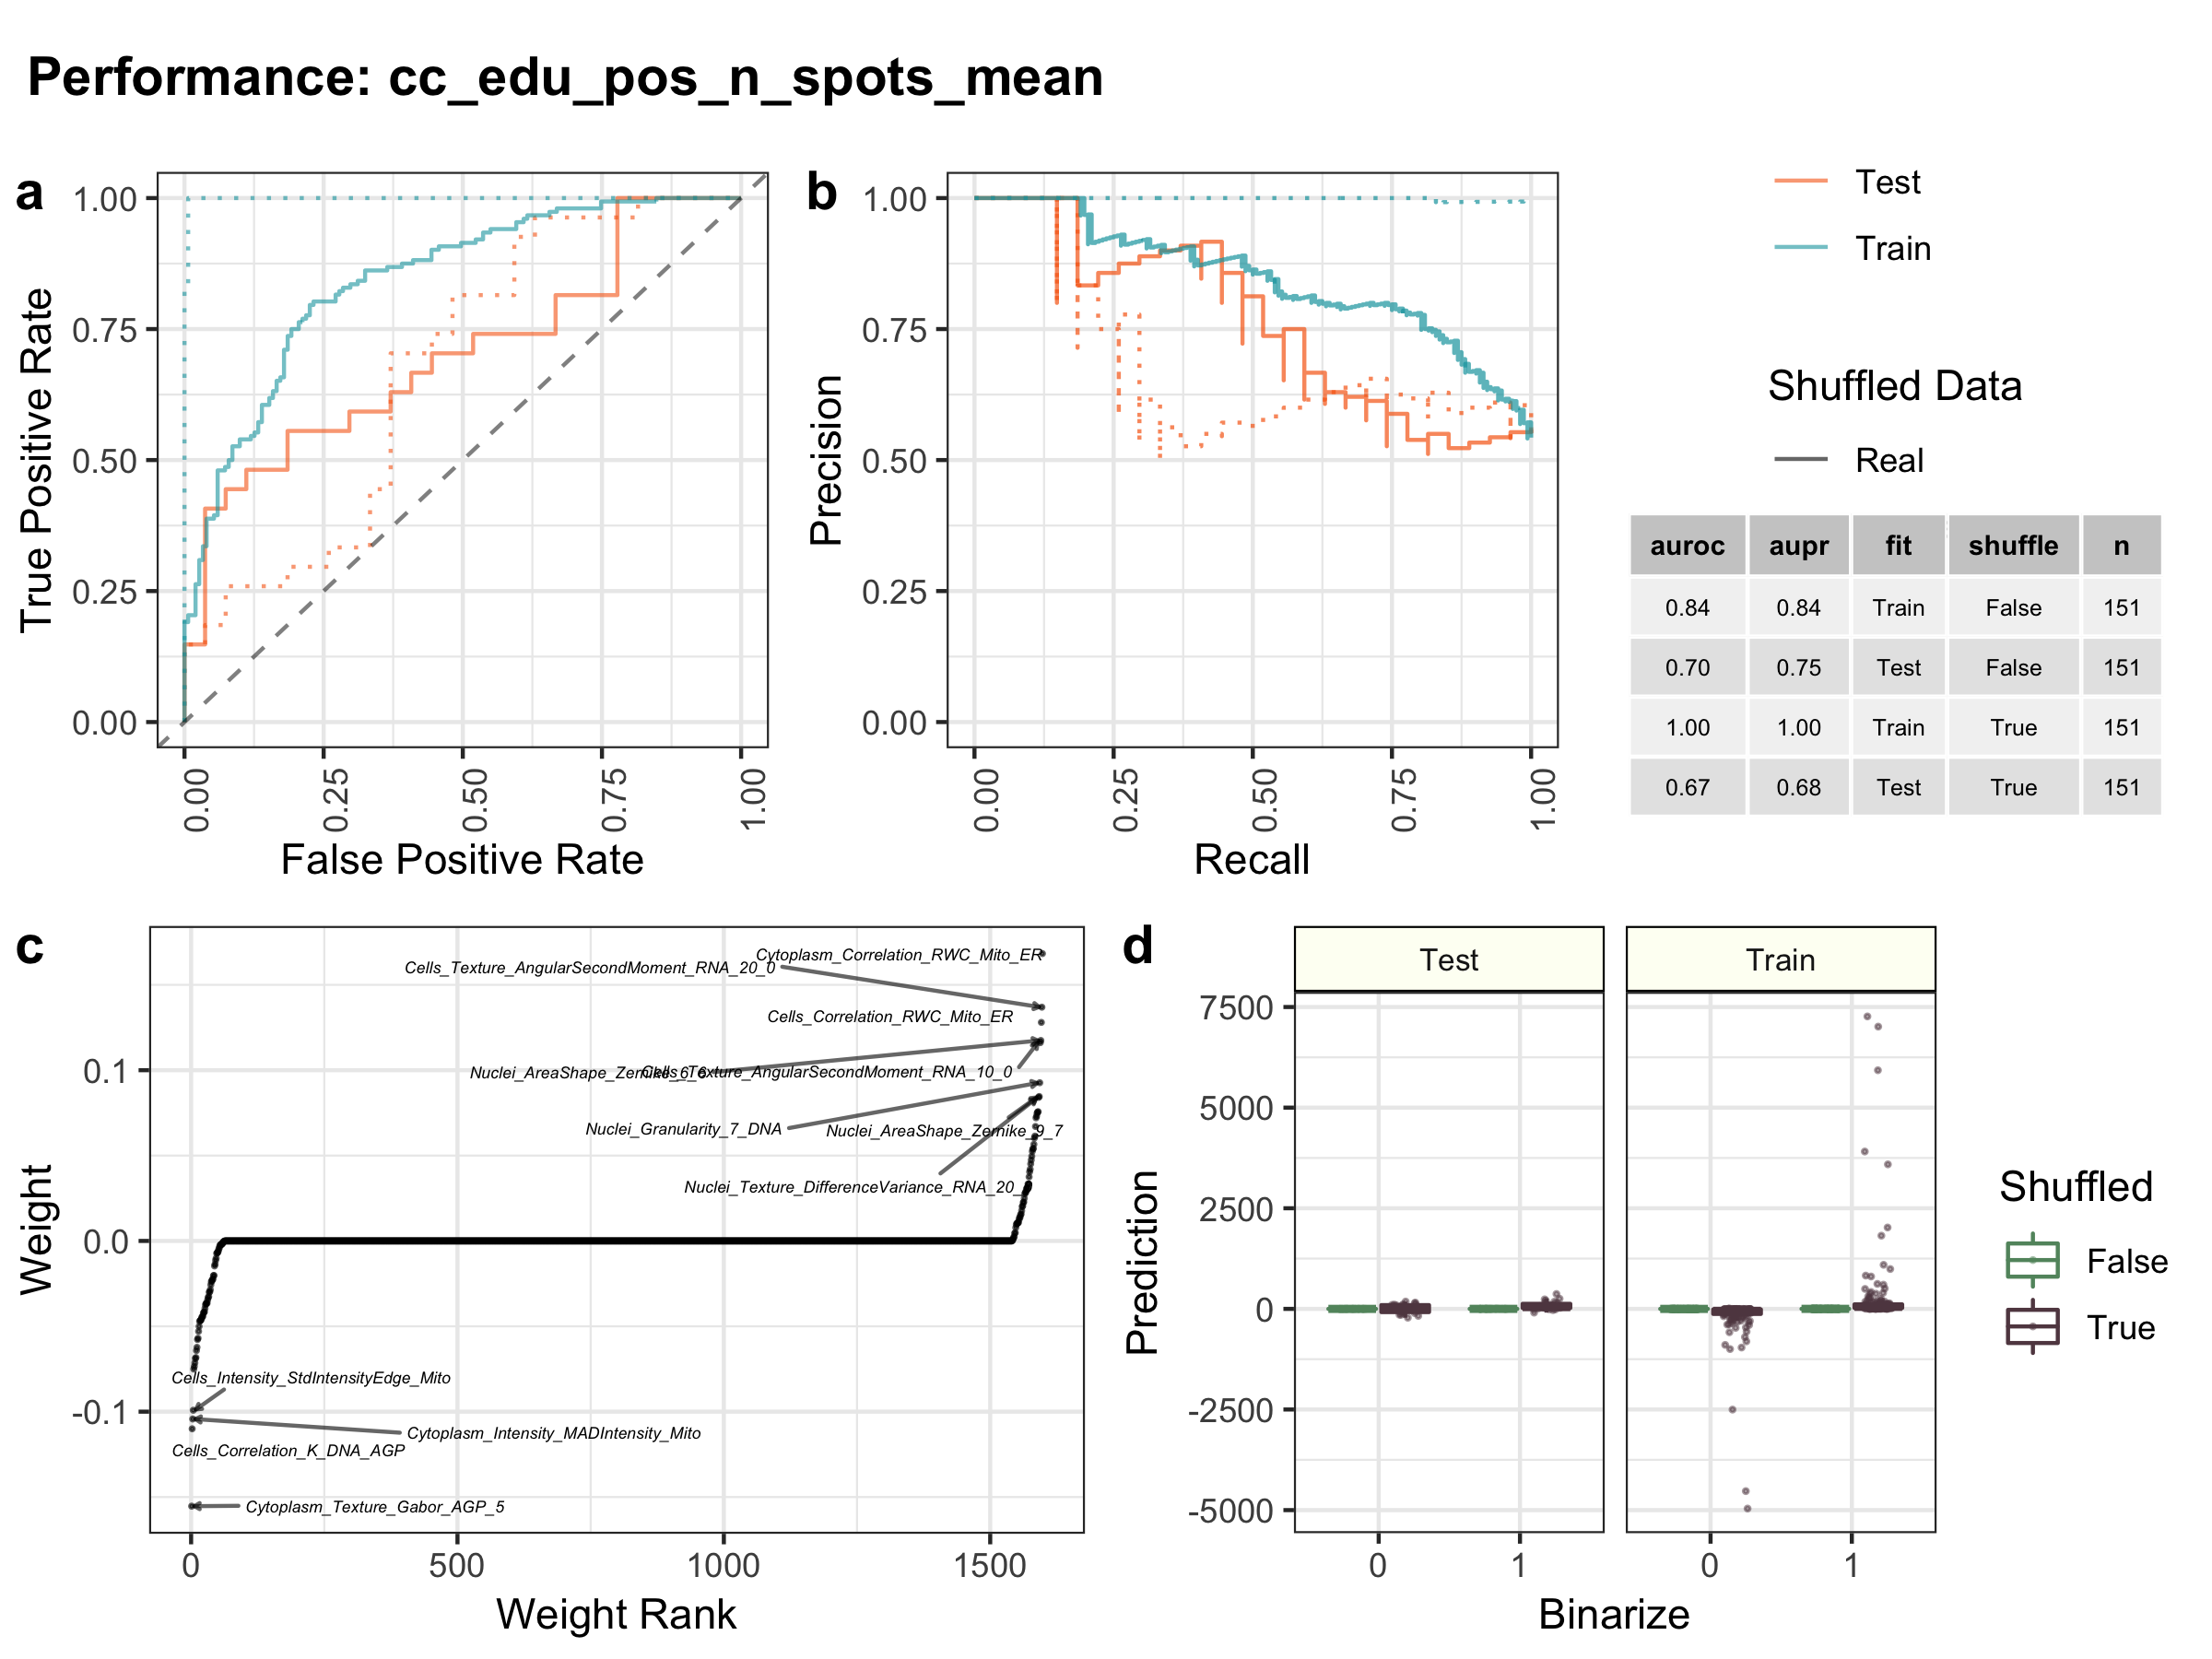 Performance: cc_edu_pos_n_spots_mean
a
True Positive Rate
1.00
0.75
0.50
0.25
0.00
0.00 0.25 0.50 0.75 1.00
False Positive Rate
b
Precision
1.00
0.75
0.50
0.25
0.00
0.00 0.25 0.50 0.75 1.00
Recall
Test
Train
Shuffled Data
Real
auroc aupr fit shuffle n
0.84 0.84 Train False 151
0.70 0.75 Test False 151
1.00 1.00 Train True 151
0.67 0.68 Test True 151
c
Weight
0.1
0.0
-0.1
Cytoplasm_Correlation_RWC_Mito_ER
Cells_Texture_AngularSecondMoment_RNA_20_0
Cells_Correlation_RWC_Mito_ER
Nuclei_AreaShape_Zernike_6_6
Cells_Texture_AngularSecondMoment_RNA_10_0
Nuclei_Granularity_7_DNA
Nuclei_AreaShape_Zernike_9_7
Nuclei_Texture_DifferenceVariance_RNA_20_
Cells_Intensity_StdIntensityEdge_Mito
Cytoplasm_Intensity_MADIntensity_Mito
Cells_Correlation_K_DNA_AGP
Cytoplasm_Texture_Gabor_AGP_5
0 500 1000 1500
Weight Rank
d
Test Train
Prediction
7500
5000
2500
0
-2500
-5000
0 1 0 1
Binarize
Shuffled
False
True